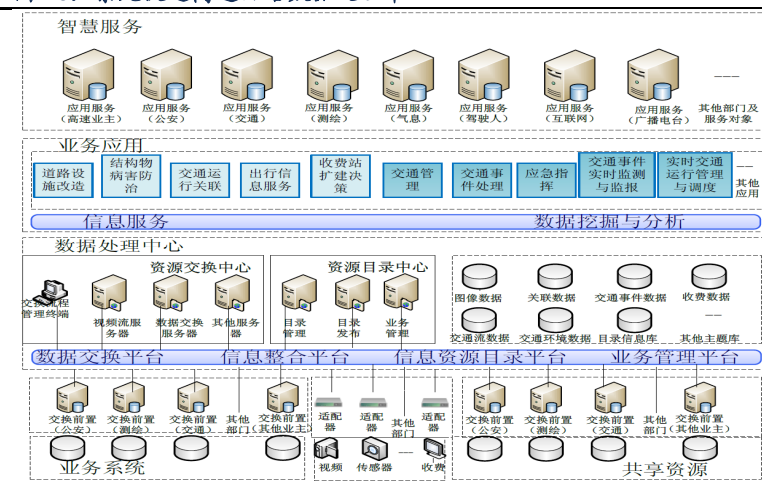 智慧服务
应用服务
（高速业主）
应用服务
（公安）
应用服务
（交通）
应用服务
（测绘）
应用服务
（气息）
应用服务
（驾驶人）
应用服务
（互联网）
应用服务
（广播电台）
其他部门及
服务对象
业务应用
道路设
施改造
结构物
病害防
治
交通运
行关联
出行信
息服务
收费站
扩建决
策
交通管
理
交通事
件处理
应急指
挥
交通事件
实时监测
与监报
实时交通
运行管理
与调度
其他
应用
信息服务
数据挖掘与分析
数据处理中心
资源交换中心
资源目录中心
交换流程
管理终端
视频流服
务器
数据交换
服务器
其他服务
器
目录
管理
目录
发布
业务
管理
图像数据
关联数据
交通事件数据
收费数据
交通流数据
交通环境数据
目录信息库
其他主题库
数据交换平台
信息整合平台
信息资源目录平台
业务管理平台
交换前置
（公安）
交换前置
（测绘）
交换前置
（交通）
其他
部门
交换前置
（其他业主）
适配
器
适配
器
其他
部门
适配
器
交换前置
（公安）
交换前置
（测绘）
交换前置
（交通）
其他
部门
交换前置
（其他业主）
业务系统
视频
传感器
收费
共享资源